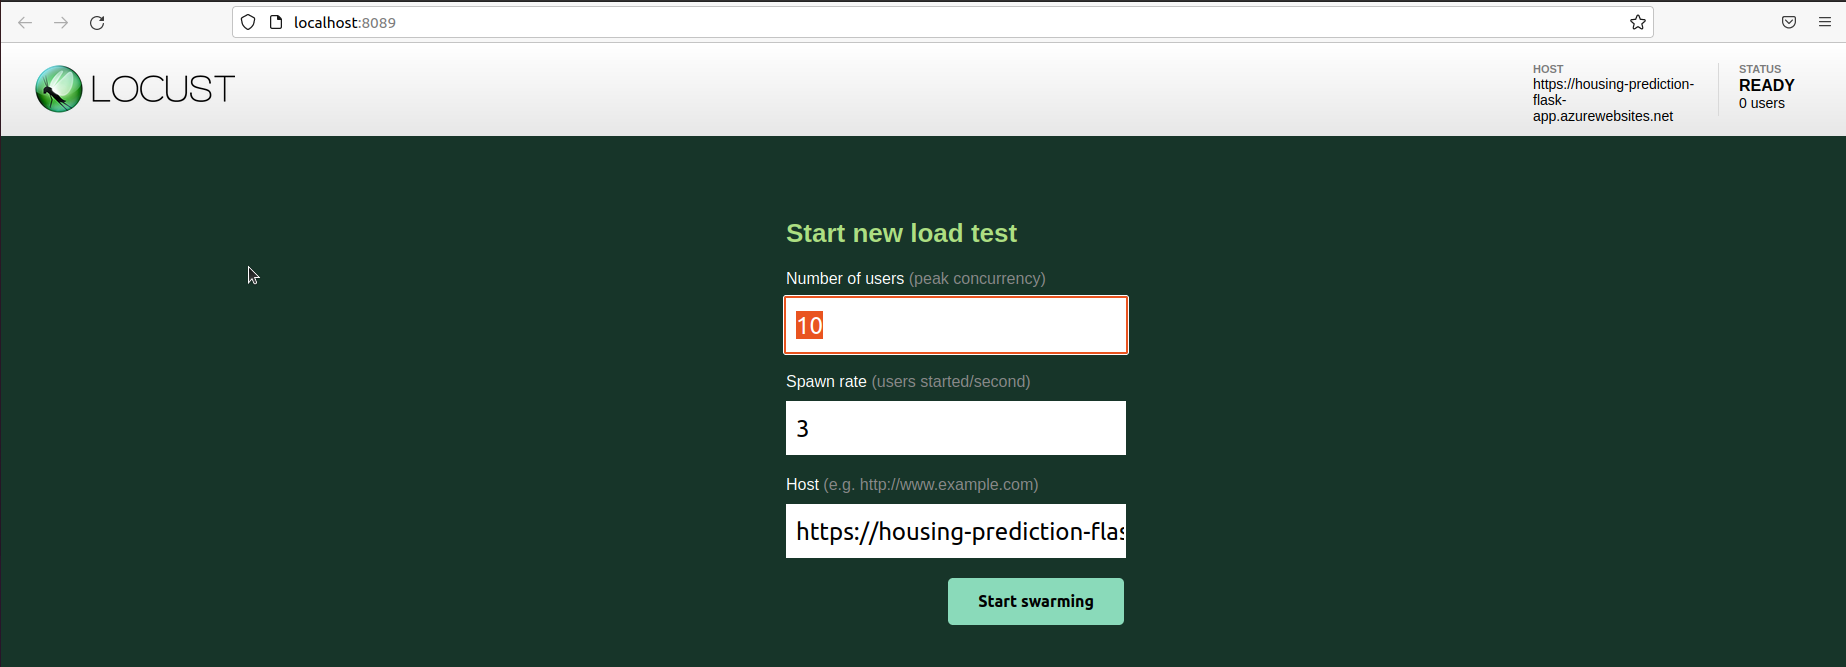 localhost:8089
LOCUST
HOST
https://housing-prediction-
flask-
app.azurewebsites.net
STATUS
READY
0 users
Start new load test
Number of users (peak concurrency)
10
Spawn rate (users started/second)
3
Host (e.g. http://www.example.com)
https://housing-prediction-flas
Start swarming